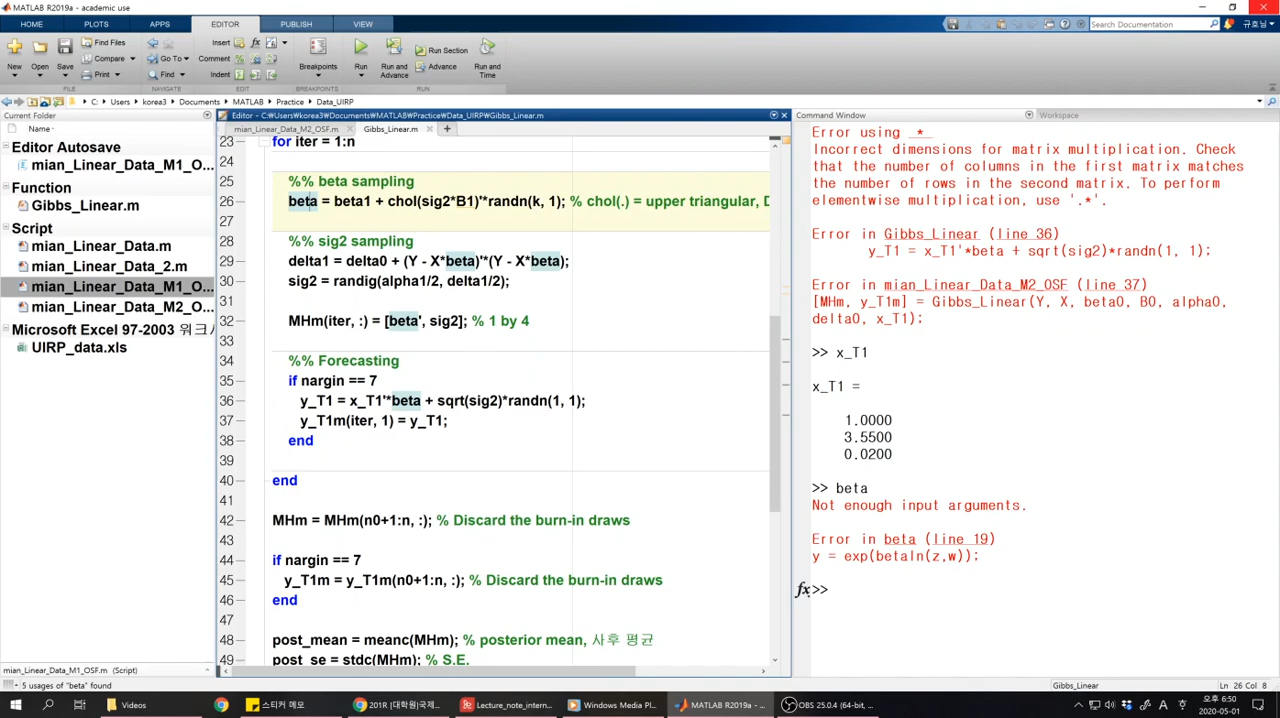 MATLAB R2019a - academic use
HOME PLOTS APPS EDITOR PUBLISH VIEW
Search Documentation
규호님
New Open Save Find Files Compare Print
Insert fx Comment Indent
Go To Find
Breakpoints Run Run and Advance Run Section Advance Run and Time
FILE NAVIGATE EDIT BREAKPOINTS RUN
C: Users korea3 Documents MATLAB Practice Data_UIRP
Current Folder
Name
Editor Autosave
mian_Linear_Data_M1_O...
Function
Gibbs_Linear.m
Script
mian_Linear_Data.m
mian_Linear_Data_2.m
mian_Linear_Data_M1_O...
mian_Linear_Data_M2_O...
Microsoft Excel 97-2003 워크시
UIRP_data.xls
mian_Linear_Data_M1_OSF.m (Script)
Editor - C:₩Users₩korea3₩Documents₩MATLAB₩Practice₩Data_UIRP₩Gibbs_Linear.m
mian_Linear_Data_M2_OSF.m Gibbs_Linear.m
23 for iter = 1:n
24
25 %% beta sampling
26 beta = beta1 + chol(sig2*B1)'*randn(k, 1); % chol(.) = upper triangular, D
27
28 %% sig2 sampling
29 delta1 = delta0 + (Y - X*beta)'*(Y - X*beta);
30 sig2 = randig(alpha1/2, delta1/2);
31
32 MHm(iter, :) = [beta', sig2]; % 1 by 4
33
34 %% Forecasting
35 if nargin == 7
36 y_T1 = x_T1'*beta + sqrt(sig2)*randn(1, 1);
37 y_T1m(iter, 1) = y_T1;
38 end
39
40 end
41
42 MHm = MHm(n0+1:n, :); % Discard the burn-in draws
43
44 if nargin == 7
45 y_T1m = y_T1m(n0+1:n, :); % Discard the burn-in draws
46 end
47
48 post_mean = meanc(MHm); % posterior mean, 사후 평균
49 post_se = stdc(MHm); % S.E.
Command Window
Workspace
Error using *
Incorrect dimensions for matrix multiplication. Check
that the number of columns in the first matrix matches
the number of rows in the second matrix. To perform
elementwise multiplication, use '.*'.
Error in Gibbs_Linear (line 36)
y_T1 = x_T1'*beta + sqrt(sig2)*randn(1, 1);
Error in mian_Linear_Data_M2_OSF (line 37)
[MHm, y_T1m] = Gibbs_Linear(Y, X, beta0, B0, alpha0,
delta0, x_T1);
>> x_T1
x_T1 =
1.0000
3.5500
0.0200
>> beta
Not enough input arguments.
Error in beta (line 19)
y = exp(betaln(z,w));
fx >>
5 usages of "beta" found
Gibbs_Linear
Ln 26 Col 8
Videos
스티커 메모
201R [대학원]국제...
Lecture_note_intern...
Windows Media Pl...
MATLAB R2019a - ...
OBS 25.0.4 (64-bit, ...
A
오후 6:50
2020-05-01